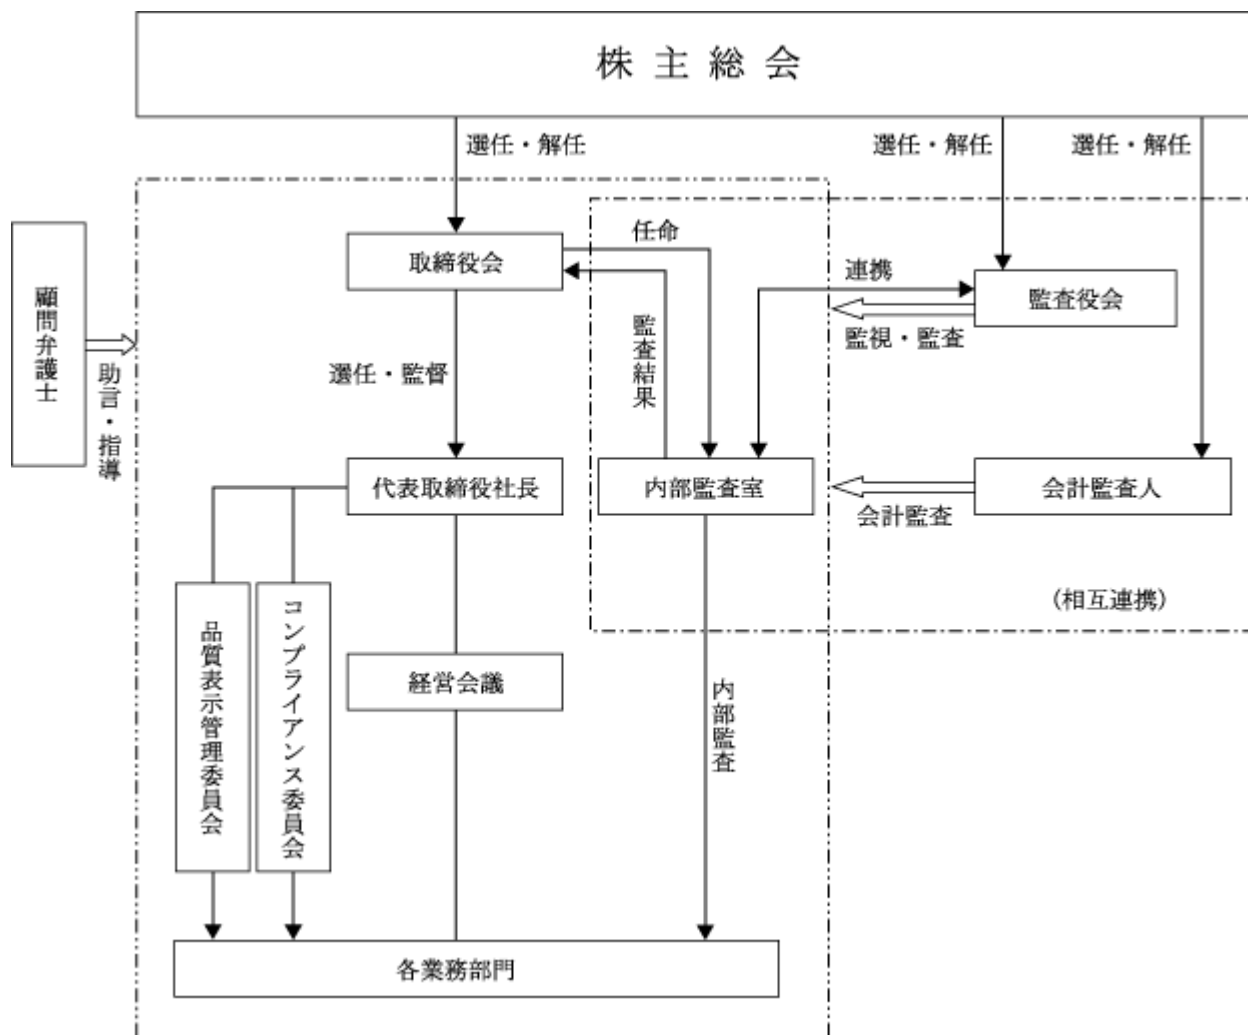 株主総会
選任・解任
選任・解任
選任・解任
顧問弁護士
助言・指導
取締役会
任命
連携
監査役会
監視・監査
監査結果
選任・監督
代表取締役社長
内部監査室
会計監査人
会計監査
(相互連携)
品質表示管理委員会
コンプライアンス委員会
経営会議
内部監査
各業務部門